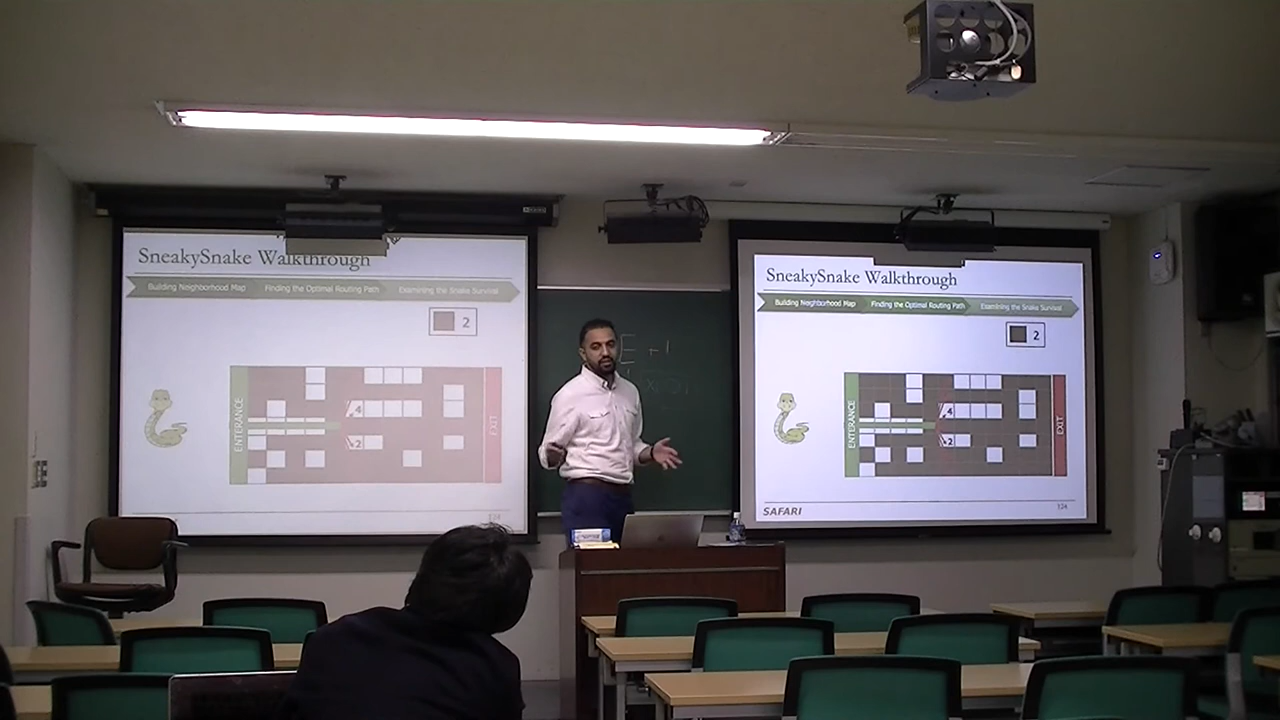 SneakySnake Walkthrough
Building Neighborhood Map Finding the Optimal Routing Path Examining the Snake Survival
2
ENTERANCE
4
2
EXIT
E +1
SneakySnake Walkthrough
Building Neighborhood Map Finding the Optimal Routing Path Examining the Snake Survival
2
ENTERANCE
4
2
EXIT
SAFARI
124